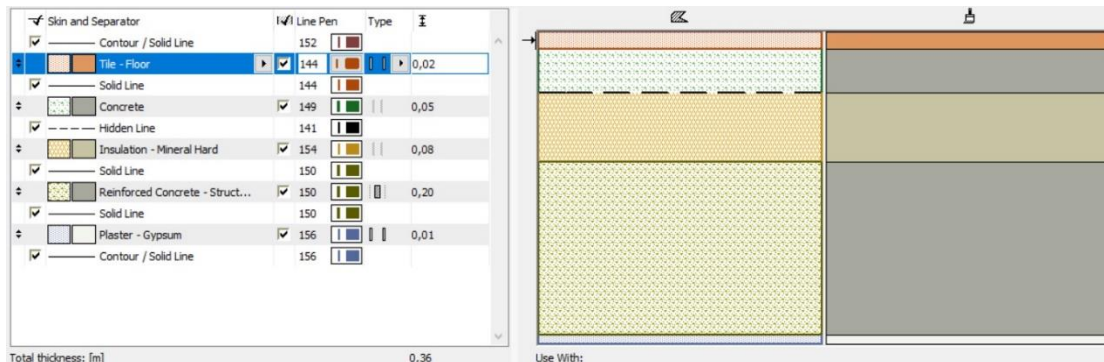 Skin and Separator Line Pen Type
Contour / Solid Line 152
Tile - Floor 144 0,02
Solid Line 144
Concrete 149 0,05
Hidden Line 141
Insulation - Mineral Hard 154 0,08
Solid Line 150
Reinforced Concrete - Struct... 150 0,20
Solid Line 150
Plaster - Gypsum 156 0,01
Contour / Solid Line 156
Total thickness: [m] 0,36
Use With: